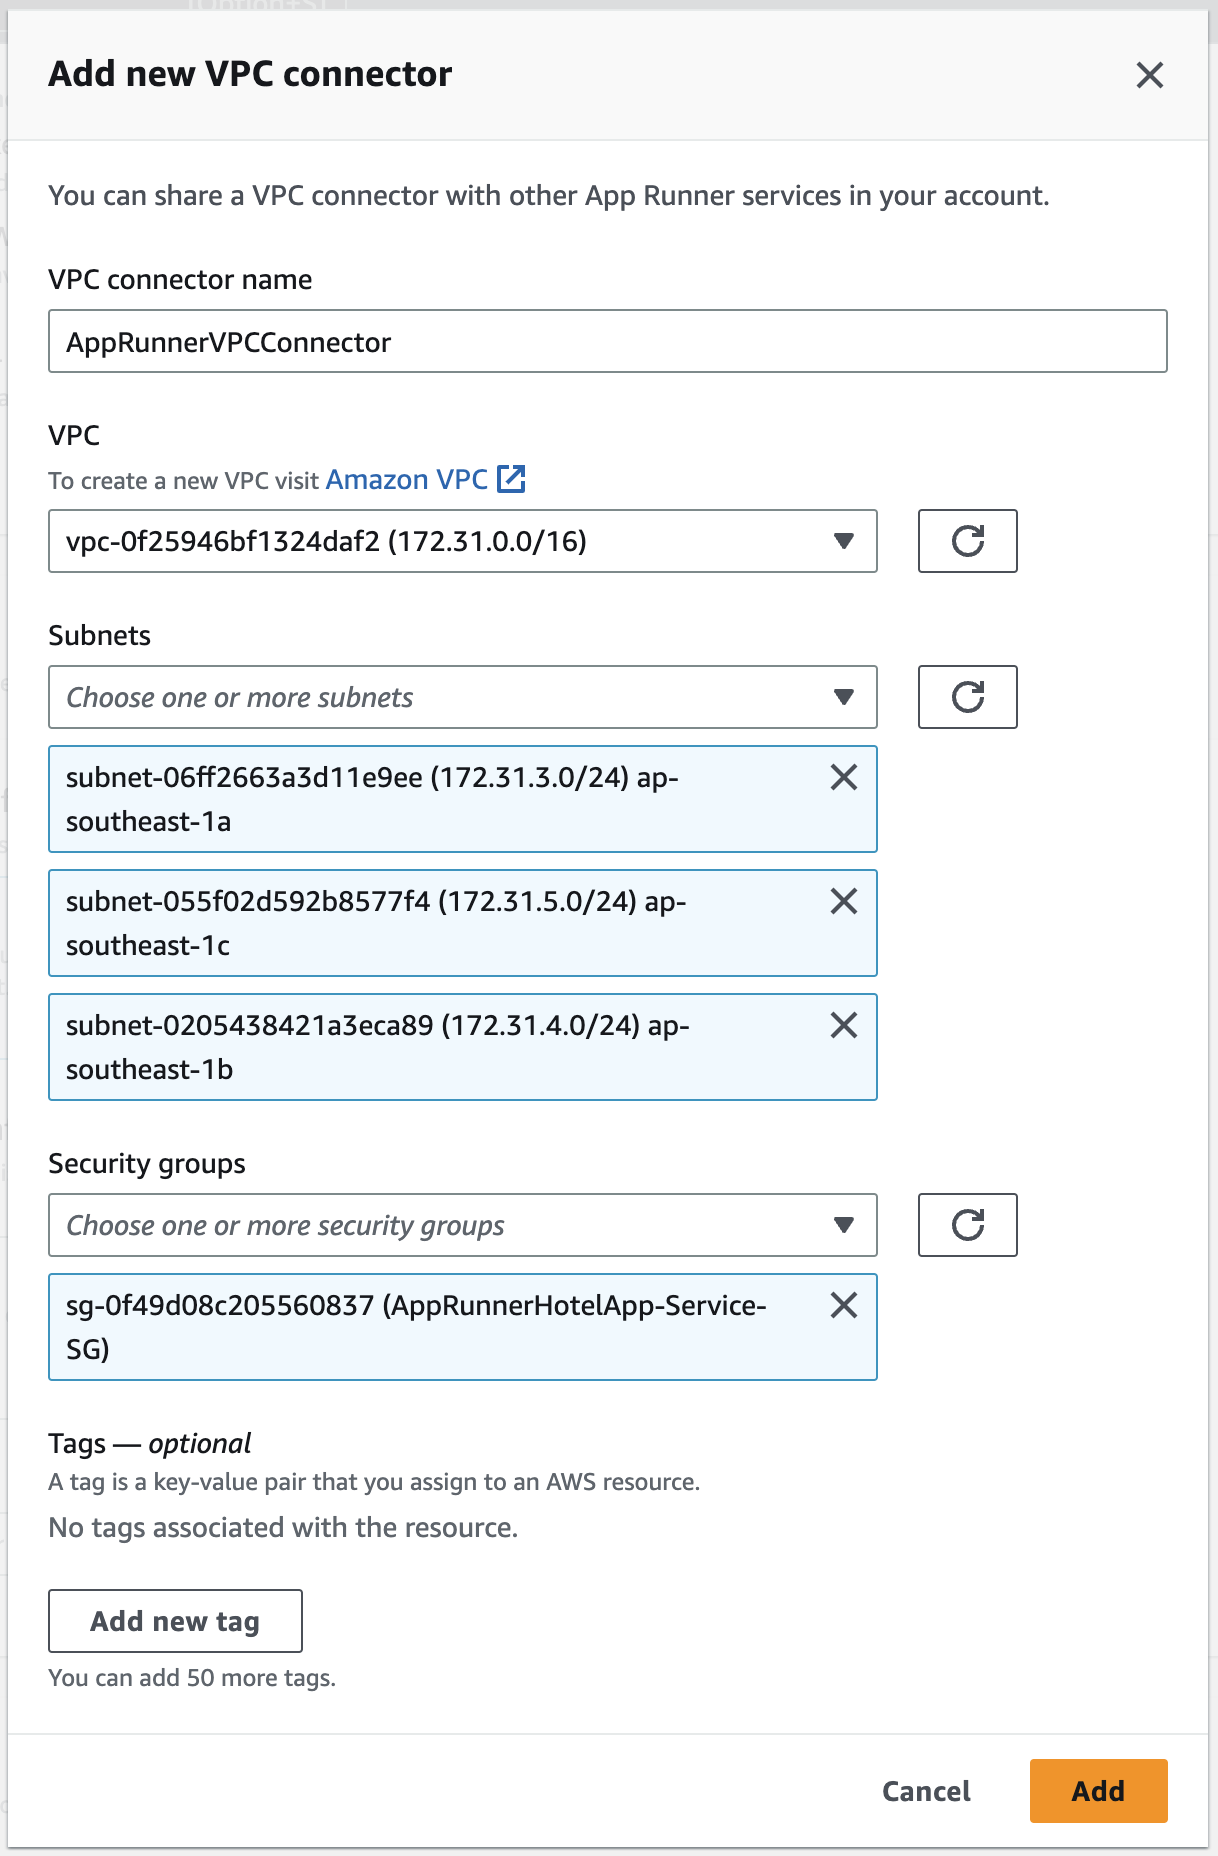 Add new VPC connector
You can share a VPC connector with other App Runner services in your account.
VPC connector name
AppRunnerVPCConnector
VPC
To create a new VPC visit Amazon VPC
vpc-0f25946bf1324daf2 (172.31.0.0/16)
Subnets
Choose one or more subnets
subnet-06ff2663a3d11e9ee (172.31.3.0/24) ap-
southeast-1a
subnet-055f02d592b8577f4 (172.31.5.0/24) ap-
southeast-1c
subnet-0205438421a3eca89 (172.31.4.0/24) ap-
southeast-1b
Security groups
Choose one or more security groups
sg-0f49d08c205560837 (AppRunnerHotelApp-Service-
SG)
Tags — optional
A tag is a key-value pair that you assign to an AWS resource.
No tags associated with the resource.
Add new tag
You can add 50 more tags.
Cancel
Add